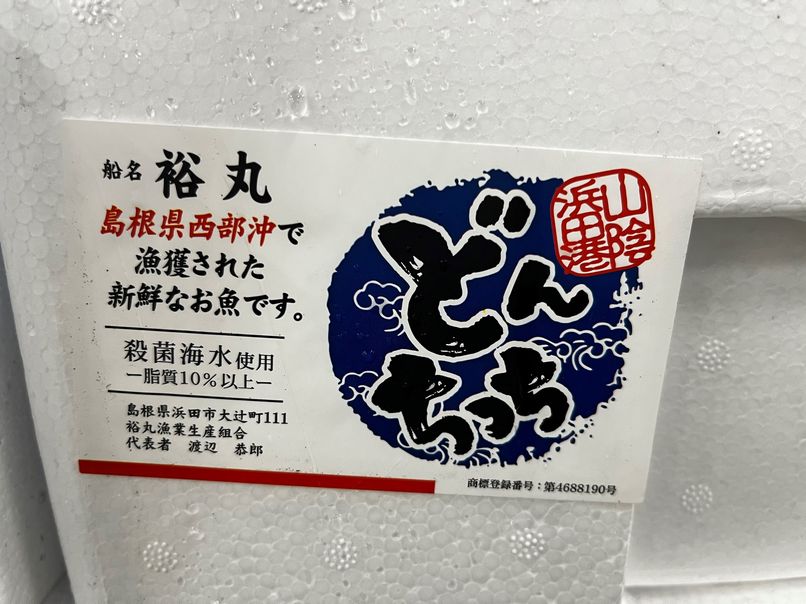 船名 裕丸
島根県西部沖で
漁獲された
新鮮なお魚です。
殺菌海水使用
ー脂質10%以上ー
島根県浜田市大辻町111
裕丸漁業生産組合
代表者 渡辺 恭郎
どん
ちっち
山陰
浜田港
商標登録番号:第4688190号